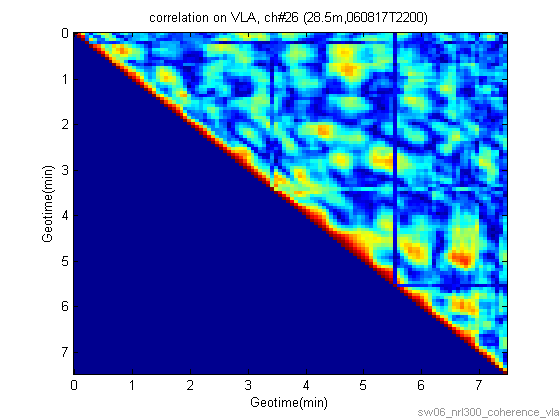 correlation on VLA, ch#26 (28.5m,060817T2200)
0
1
2
3
4
5
6
7
Geotime(min)
0 1 2 3 4 5 6 7
Geotime(min)
sw06_nrl300_coherence_vla